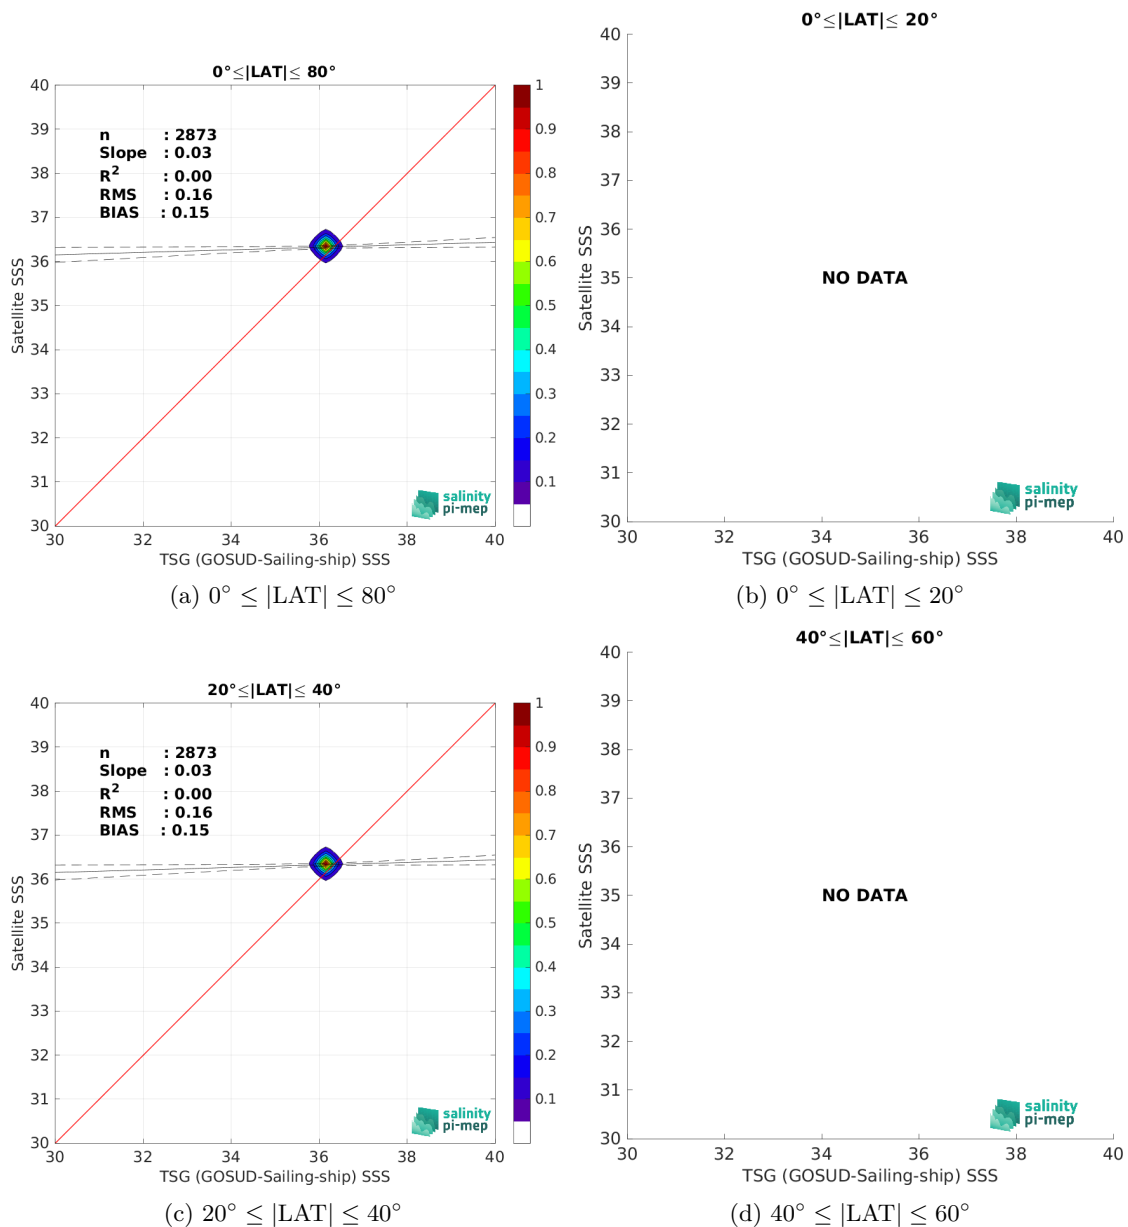 0°≤|LAT|≤ 80°
40
39
38
37
36
35
34
33
32
31
30
Satellite SSS
n : 2873
Slope : 0.03
R² : 0.00
RMS : 0.16
BIAS : 0.15
salinity
pi-mep
30 32 34 36 38 40
TSG (GOSUD-Sailing-ship) SSS
1
0.9
0.8
0.7
0.6
0.5
0.4
0.3
0.2
0.1
(a) 0° ≤ |LAT| ≤ 80°
0°≤|LAT|≤ 20°
40
39
38
37
36
35
34
33
32
31
30
Satellite SSS
NO DATA
salinity
pi-mep
30 32 34 36 38 40
TSG (GOSUD-Sailing-ship) SSS
(b) 0° ≤ |LAT| ≤ 20°
20°≤|LAT|≤ 40°
40
39
38
37
36
35
34
33
32
31
30
Satellite SSS
n : 2873
Slope : 0.03
R² : 0.00
RMS : 0.16
BIAS : 0.15
salinity
pi-mep
30 32 34 36 38 40
TSG (GOSUD-Sailing-ship) SSS
1
0.9
0.8
0.7
0.6
0.5
0.4
0.3
0.2
0.1
(c) 20° ≤ |LAT| ≤ 40°
40°≤|LAT|≤ 60°
40
39
38
37
36
35
34
33
32
31
30
Satellite SSS
NO DATA
salinity
pi-mep
30 32 34 36 38 40
TSG (GOSUD-Sailing-ship) SSS
(d) 40° ≤ |LAT| ≤ 60°